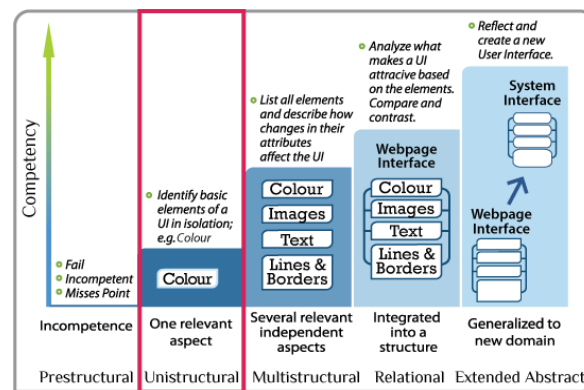 Competency
Fail
Incompetent
Misses Point
Incompetence
Prestructural
Identify basic
elements of a
UI in isolation;
e.g. Colour
Colour
One relevant
aspect
Unistructural
List all elements
and describe how
changes in their
attributes
affect the UI
Colour
Images
Text
Lines &
Borders
Several relevant
independent
aspects
Multistructural
Analyze what
makes a UI
attracive based
on the elements.
Compare and
contrast.
Webpage
Interface
Colour
Images
Text
Lines &
Borders
Integrated
into a
structure
Relational
Reflect and
create a new
User Interface.
System
Interface
Webpage
Interface
Generalized to
new domain
Extended Abstract